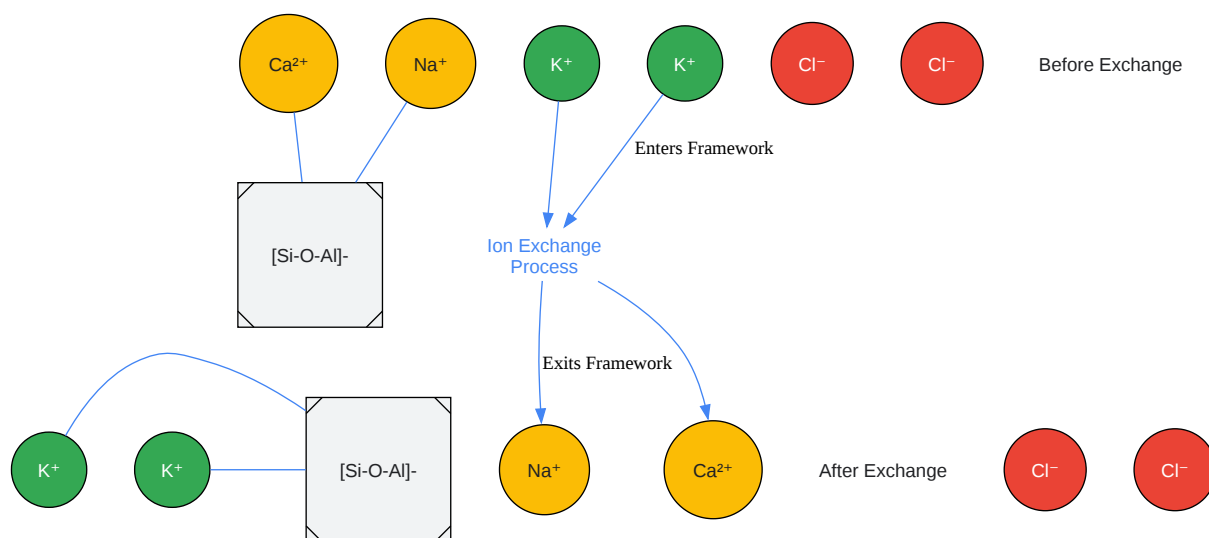 Ca²⁺
Na⁺
K⁺
K⁺
Cl⁻
Cl⁻
Before Exchange
Enters Framework
[Si-O-Al]-
Ion Exchange
Process
Exits Framework
K⁺
K⁺
[Si-O-Al]-
Na⁺
Ca²⁺
After Exchange
Cl⁻
Cl⁻